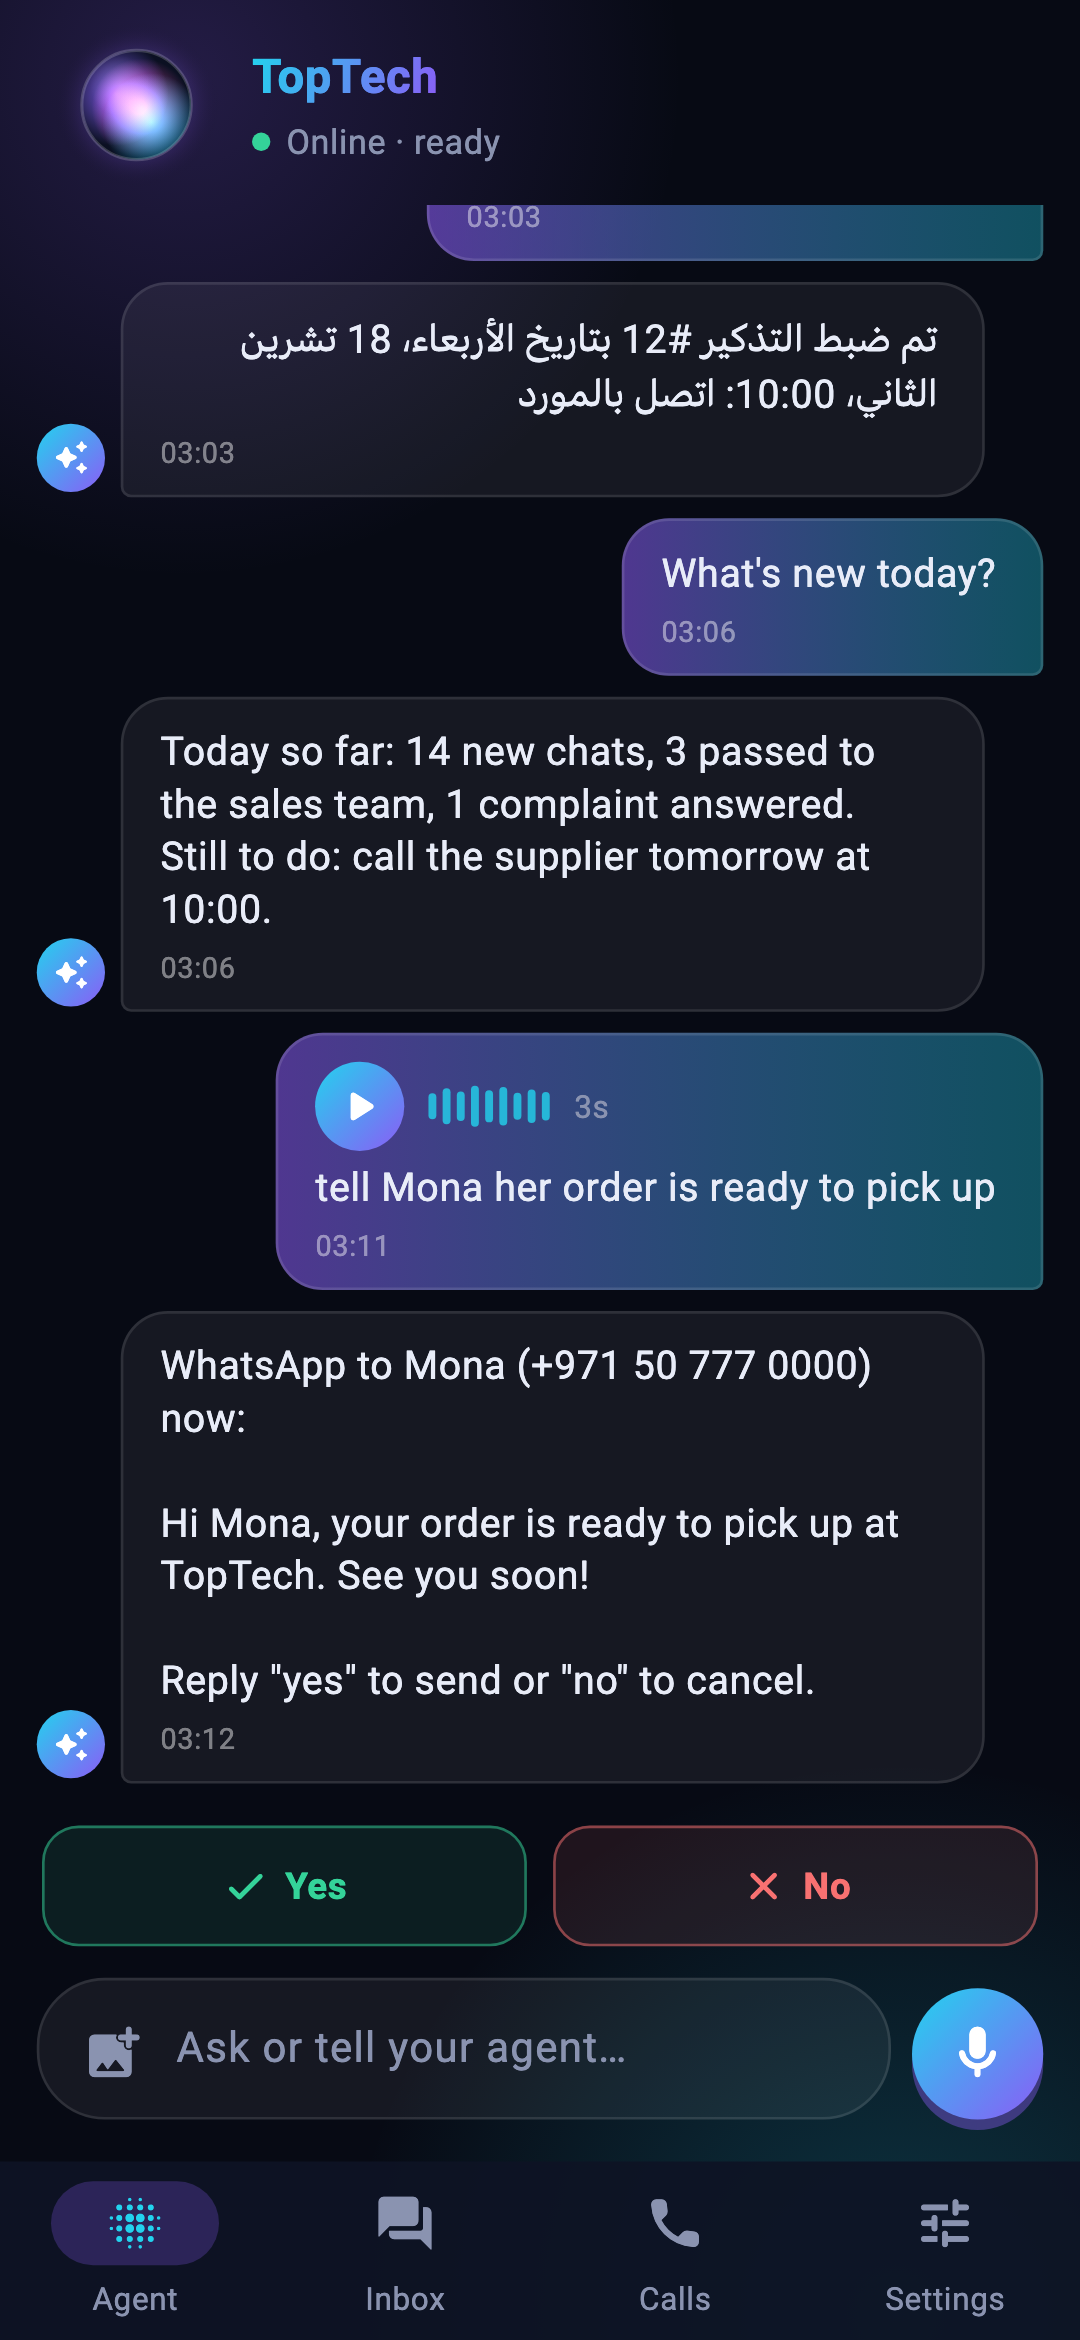 TopTech
Online · ready
03:03
تم ضبط التذكير #12 بتاريخ الأربعاء، 18 تشرين
الثاني، 10:00: اتصل بالمورد
03:03
What's new today?
03:06
Today so far: 14 new chats, 3 passed to
the sales team, 1 complaint answered.
Still to do: call the supplier tomorrow at
10:00.
03:06
3s
tell Mona her order is ready to pick up
03:11
WhatsApp to Mona (+971 50 777 0000)
now:
Hi Mona, your order is ready to pick up at
TopTech. See you soon!
Reply "yes" to send or "no" to cancel.
03:12
Yes
No
Ask or tell your agent…
Agent
Inbox
Calls
Settings